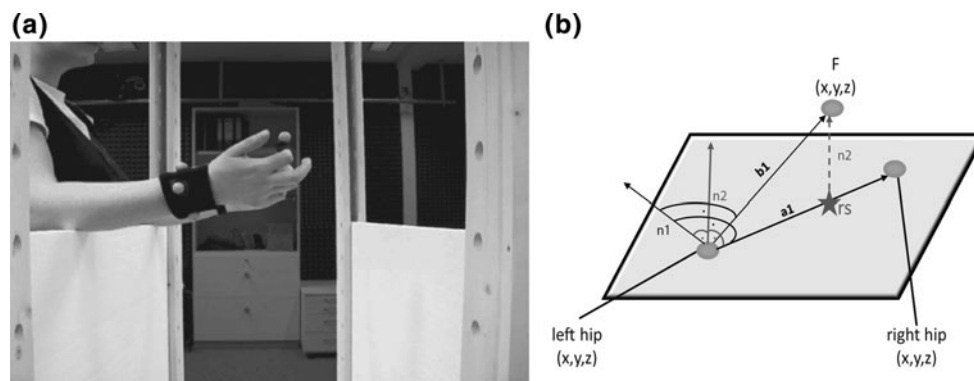 (a)
(b)
F
(x,y,z)
n2
b1
n2
rs
a1
n1
left hip
(x,y,z)
right hip
(x,y,z)